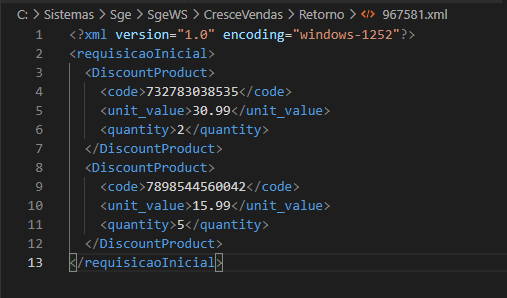 C: > Sistemas > Sge > SgeWS > CresceVendas > Retorno > 967581.xml
1 <?xml version="1.0" encoding="windows-1252"?>
2 <requisicaoInicial>
3 <DiscountProduct>
4 <code>732783038535</code>
5 <unit_value>30.99</unit_value>
6 <quantity>2</quantity>
7 </DiscountProduct>
8 <DiscountProduct>
9 <code>7898544560042</code>
10 <unit_value>15.99</unit_value>
11 <quantity>5</quantity>
12 </DiscountProduct>
13 </requisicaoInicial>